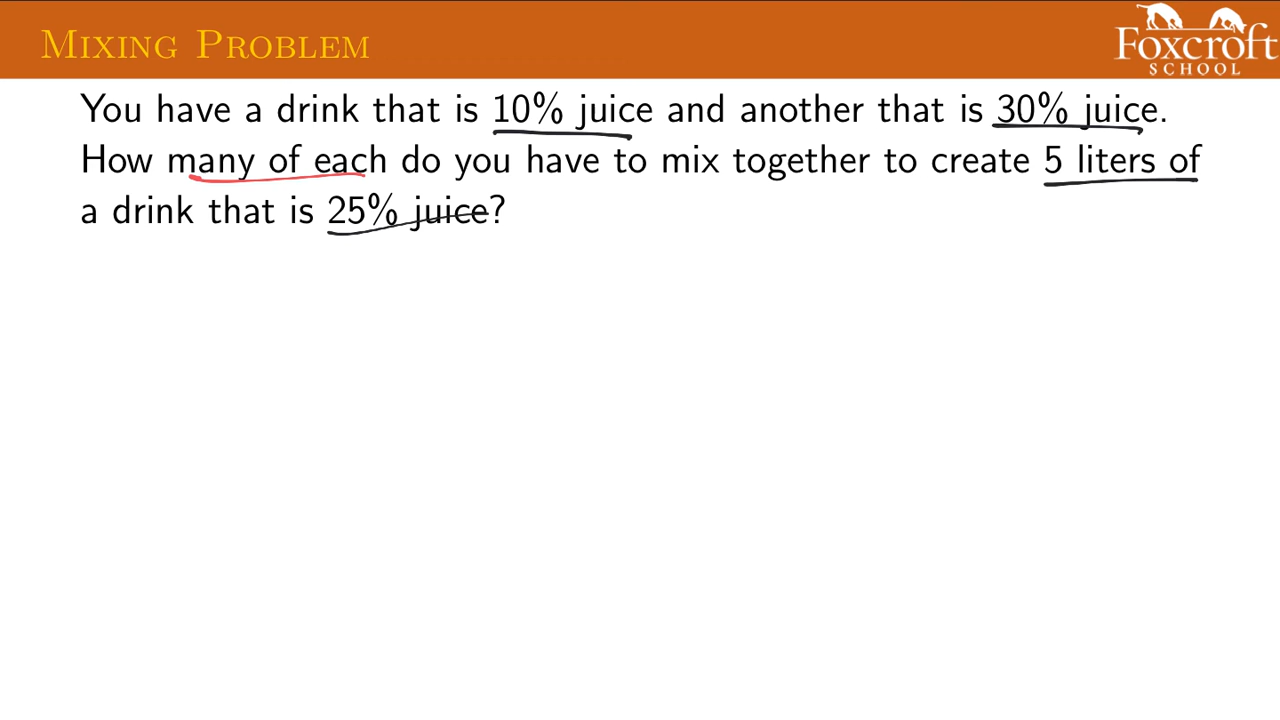 Mixing Problem
Foxcroft
SCHOOL
You have a drink that is 10% juice and another that is 30% juice.
How many of each do you have to mix together to create 5 liters of
a drink that is 25% juice?